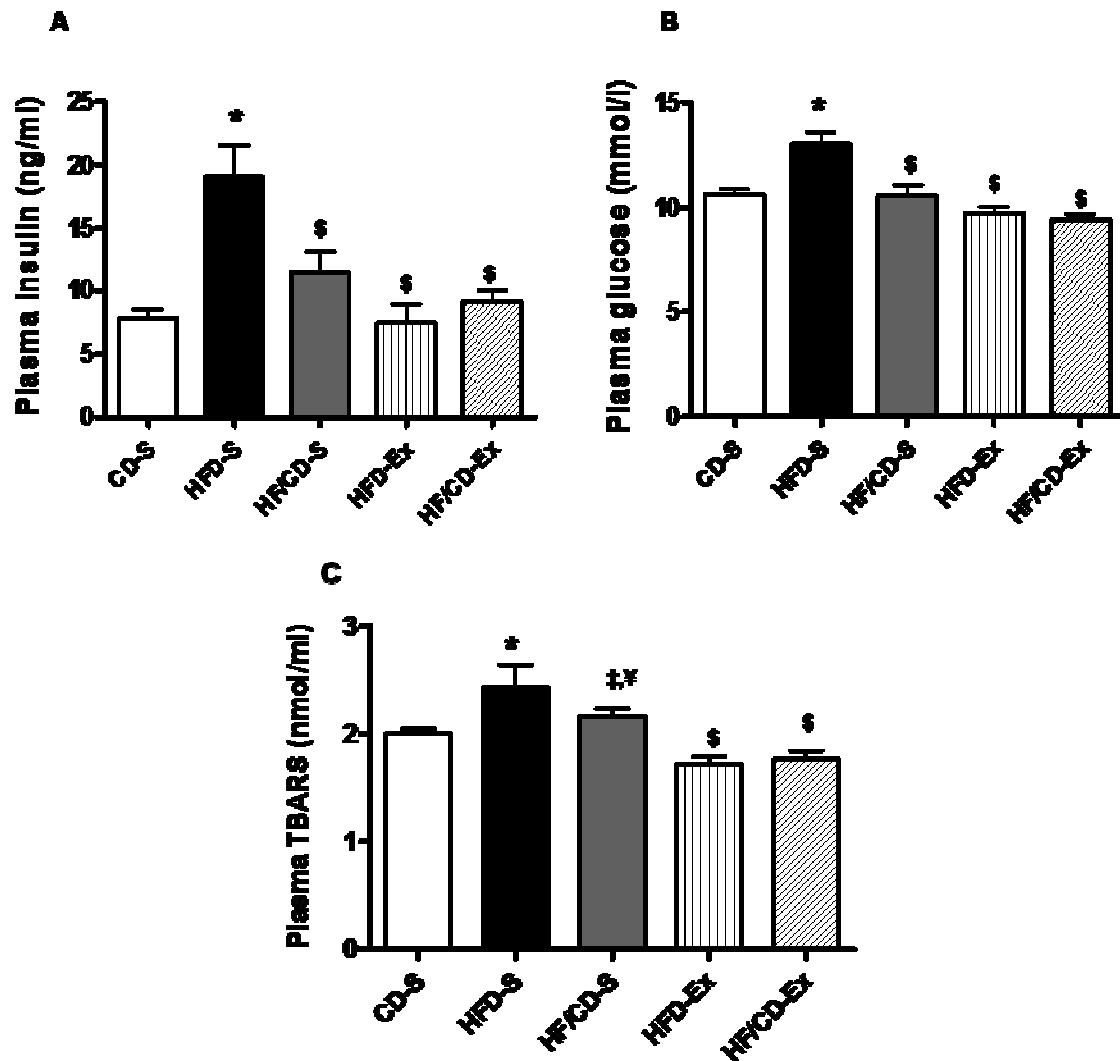 A
Plasma Insulin (ng/ml)
25
20
15
10
5
0
*
$
$
$
CD-S
HFD-S
HF/CD-S
HFD-Ex
HF/CD-Ex
B
Plasma glucose (mmol/l)
15
10
5
0
*
$
$
$
CD-S
HFD-S
HF/CD-S
HFD-Ex
HF/CD-Ex
C
Plasma TBARS (nmol/ml)
3
2
1
0
*
‡,¥
$
$
CD-S
HFD-S
HF/CD-S
HFD-Ex
HF/CD-Ex